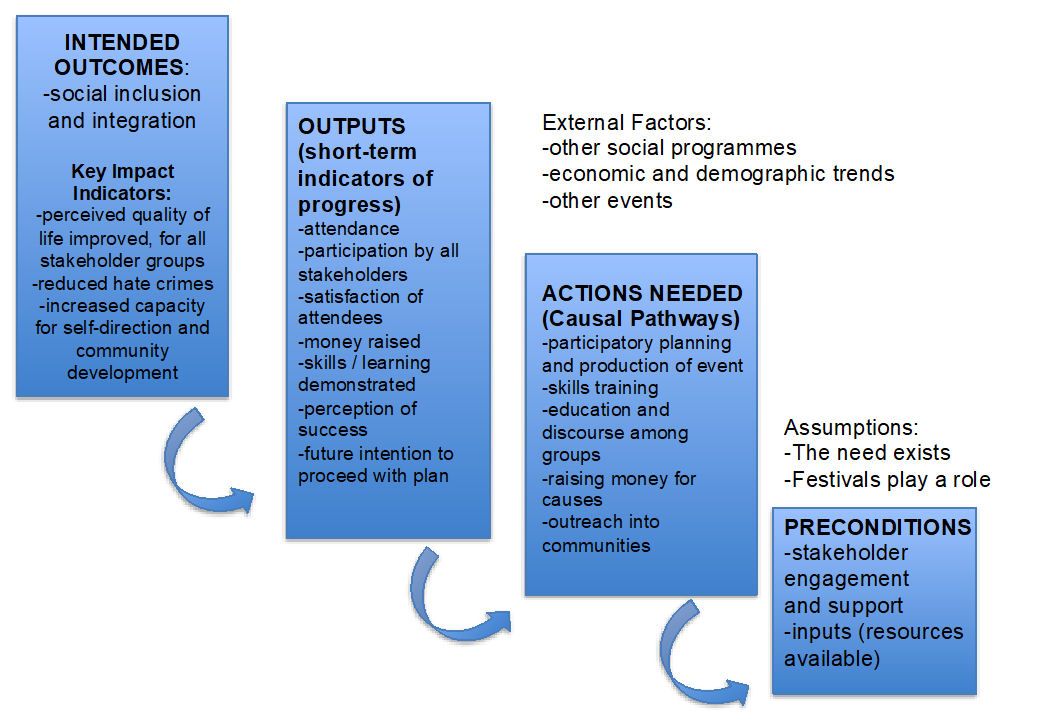 INTENDED
OUTCOMES:
-social inclusion
and integration
Key Impact
Indicators:
-perceived quality of
life improved, for all
stakeholder groups
-reduced hate crimes
-increased capacity
for self-direction and
community
development
OUTPUTS
(short-term
indicators of
progress)
-attendance
-participation by all
stakeholders
-satisfaction of
attendees
-money raised
-skills / learning
demonstrated
-perception of
success
-future intention to
proceed with plan
External Factors:
-other social programmes
-economic and demographic trends
-other events
ACTIONS NEEDED
(Causal Pathways)
-participatory planning
and production of event
-skills training
-education and
discourse among
groups
-raising money for
causes
-outreach into
communities
Assumptions:
-The need exists
-Festivals play a role
PRECONDITIONS
-stakeholder
engagement
and support
-inputs (resources
available)